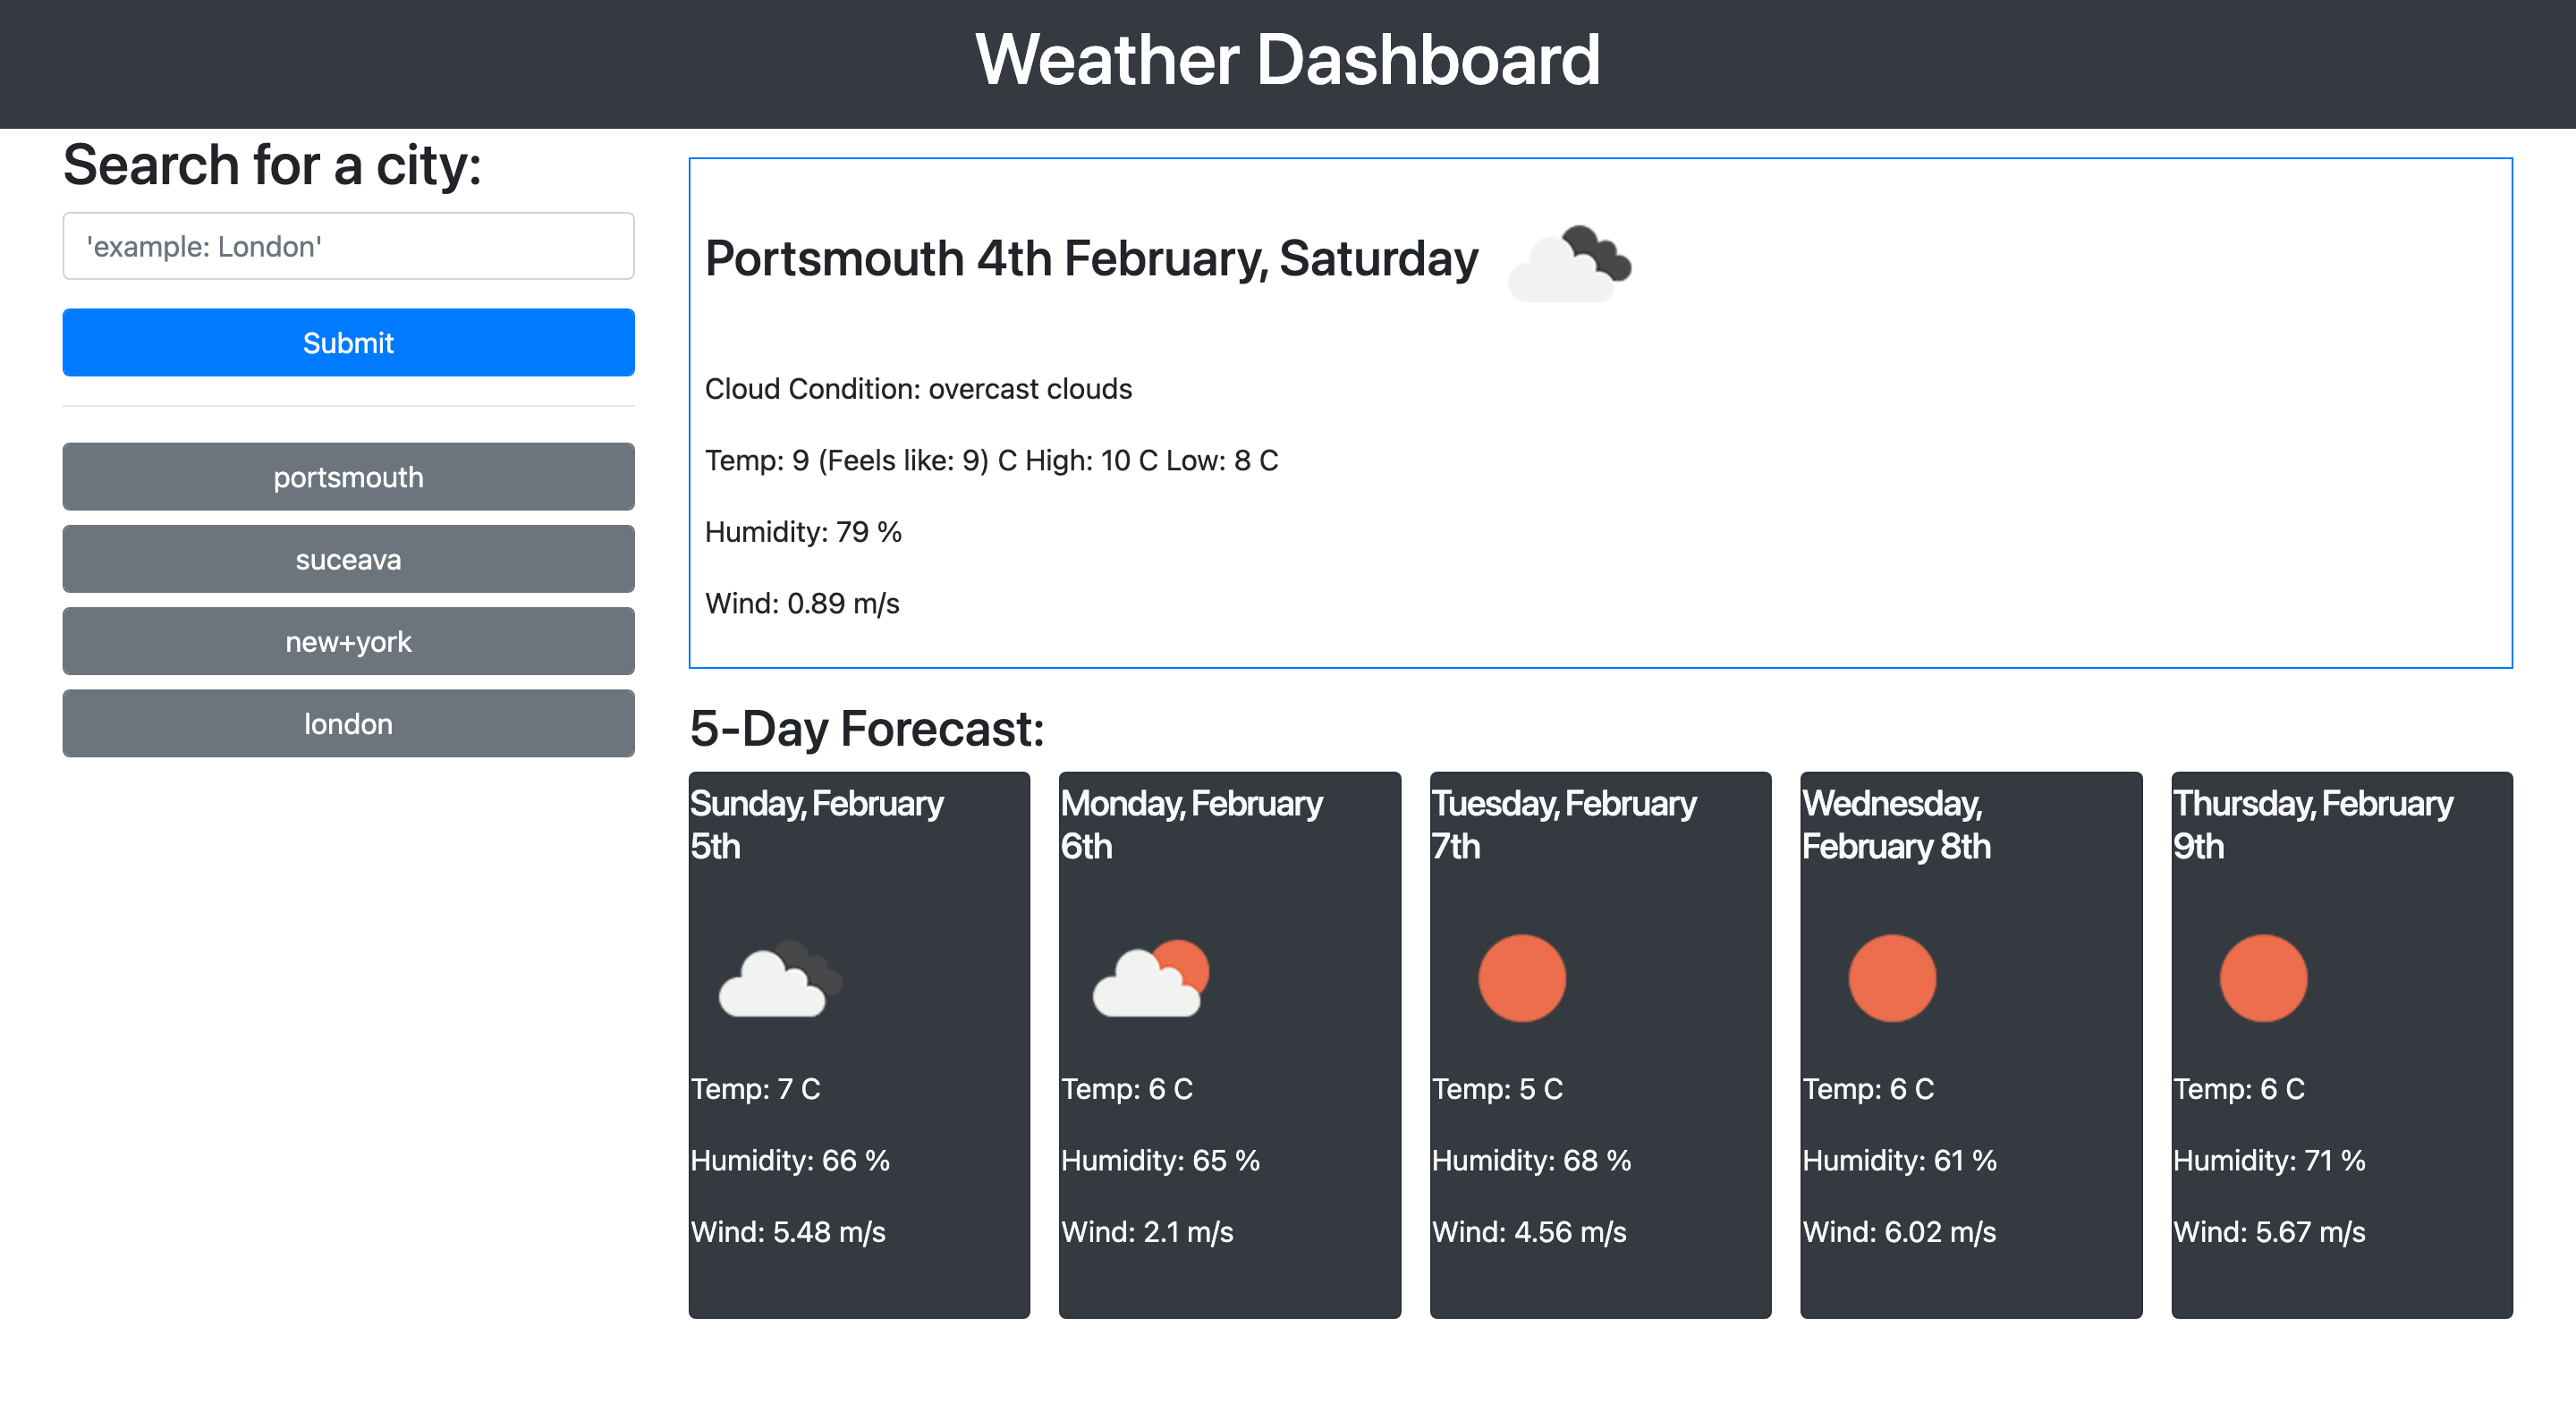 Weather Dashboard
Search for a city:
'example: London'
Submit
portsmouth
suceava
new+york
london
Portsmouth 4th February, Saturday
Cloud Condition: overcast clouds
Temp: 9 (Feels like: 9) C High: 10 C Low: 8 C
Humidity: 79 %
Wind: 0.89 m/s
5-Day Forecast:
Sunday, February
5th
Temp: 7 C
Humidity: 66 %
Wind: 5.48 m/s
Monday, February
6th
Temp: 6 C
Humidity: 65 %
Wind: 2.1 m/s
Tuesday, February
7th
Temp: 5 C
Humidity: 68 %
Wind: 4.56 m/s
Wednesday,
February 8th
Temp: 6 C
Humidity: 61 %
Wind: 6.02 m/s
Thursday, February
9th
Temp: 6 C
Humidity: 71 %
Wind: 5.67 m/s